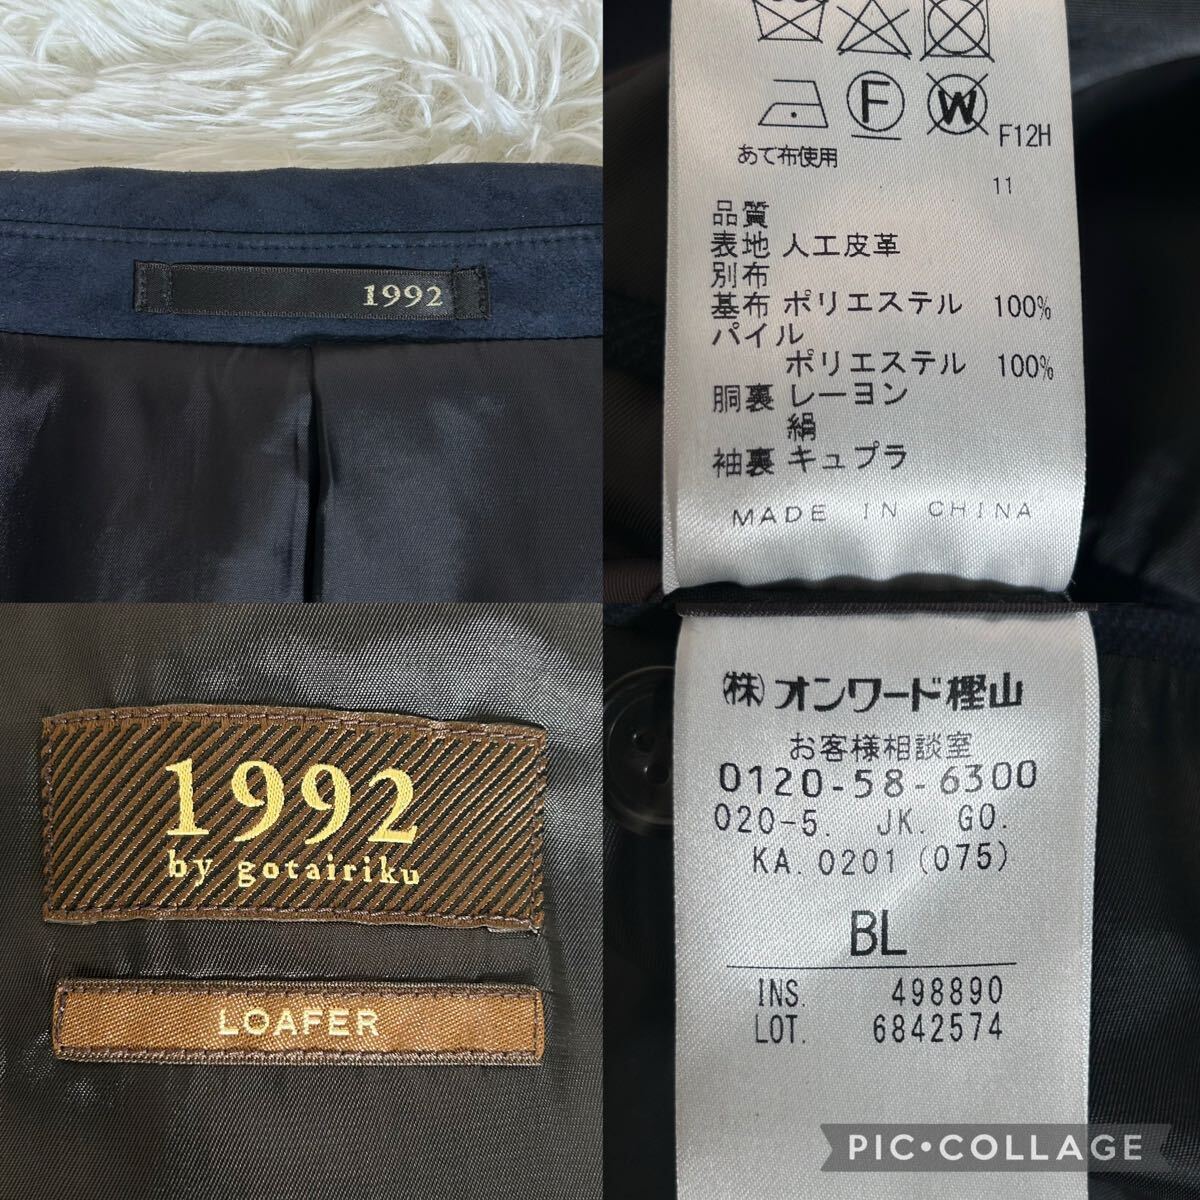 1992
F
W
F12H
あて布使用
11
品質
表地 人工皮革
別布
基布 ポリエステル 100%
パイル
ポリエステル 100%
胴裏 レーヨン
絹
袖裏 キュプラ
MADE IN CHINA
1992
by gotairiku
LOAFER
(株)オンワード樫山
お客様相談室
0120-58-6300
020-5. JK. GO.
KA. 0201 (075)
BL
INS. 498890
LOT. 6842574
PIC•COLLAGE